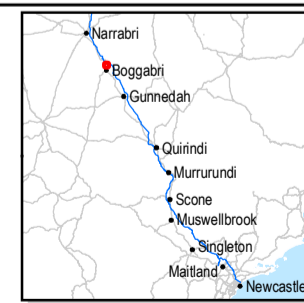 Narrabri
Boggabri
Gunnedah
Quirindi
Murrurundi
Scone
Muswellbrook
Singleton
Maitland
Newcastle